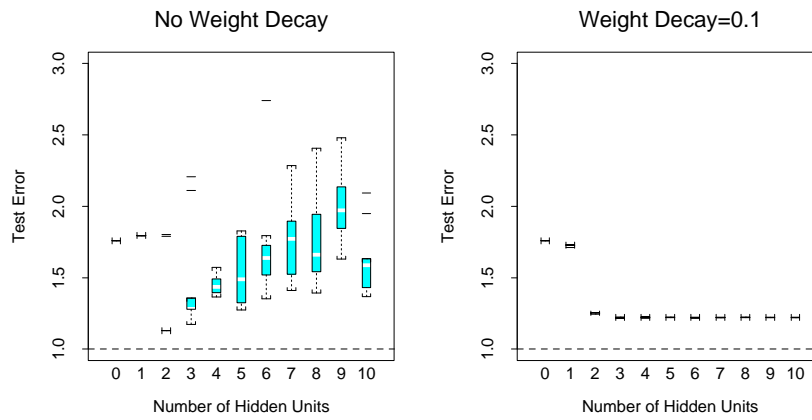 No Weight Decay
Weight Decay=0.1
Test Error
3.0
2.5
2.0
1.5
1.0
0 1 2 3 4 5 6 7 8 9 10
Number of Hidden Units
Test Error
3.0
2.5
2.0
1.5
1.0
0 1 2 3 4 5 6 7 8 9 10
Number of Hidden Units